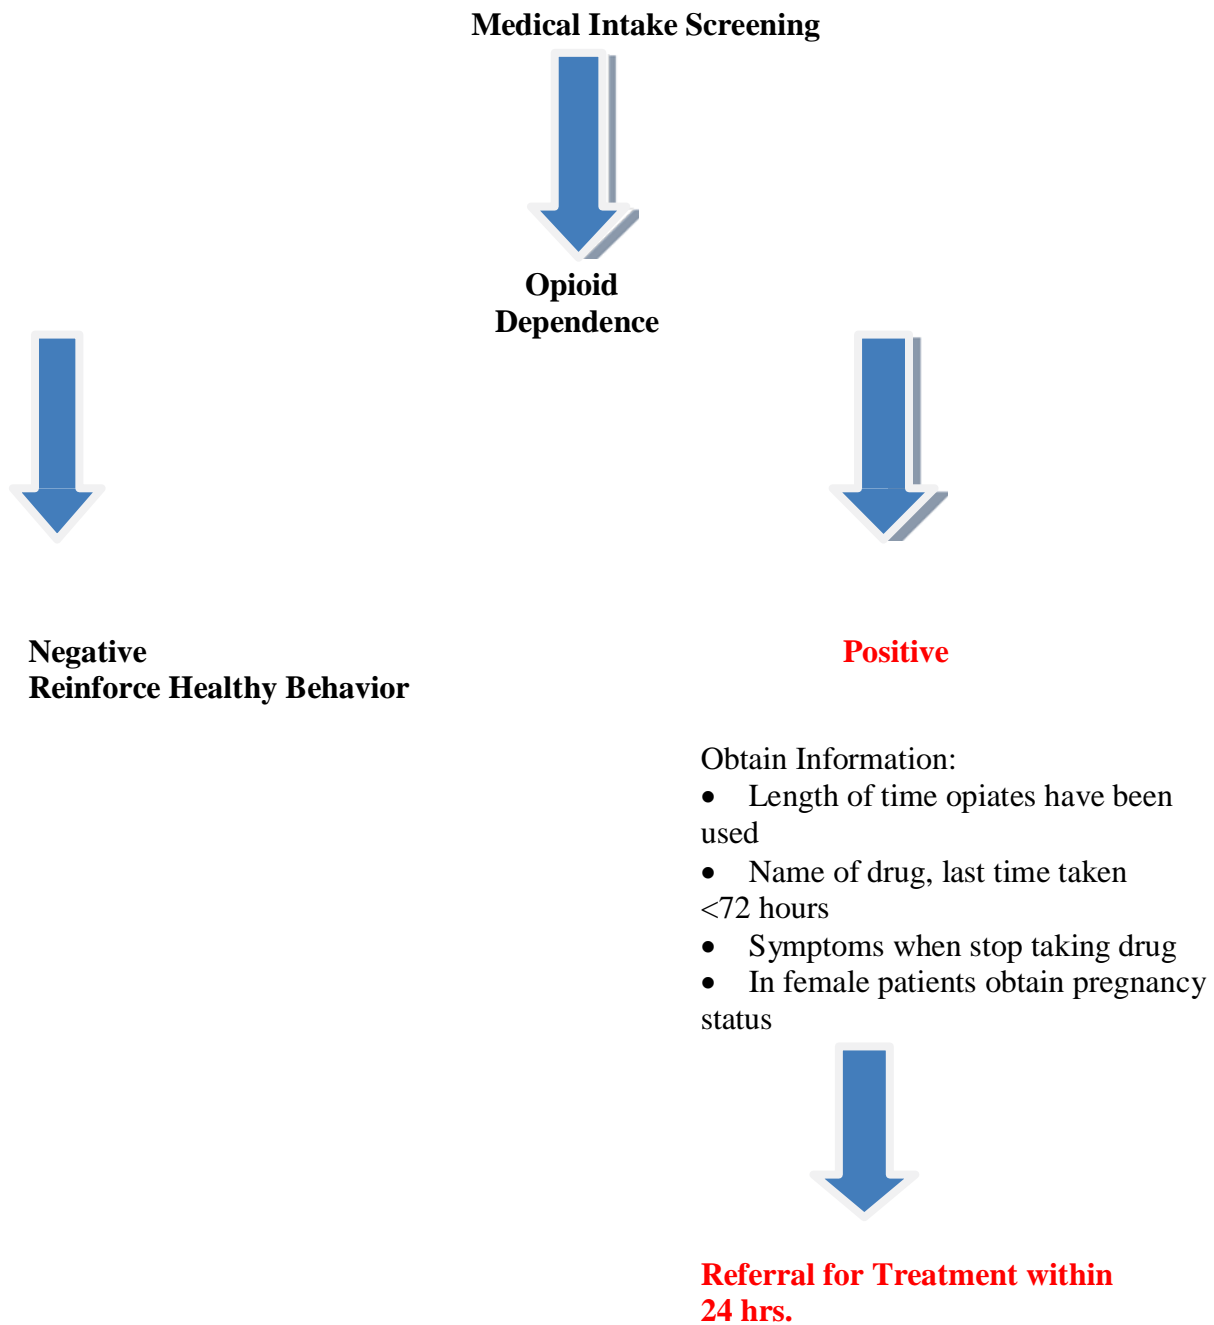 Medical Intake Screening
Opioid
Dependence
Negative
Reinforce Healthy Behavior
Positive
Obtain Information:
• Length of time opiates have been
used
• Name of drug, last time taken
<72 hours
• Symptoms when stop taking drug
• In female patients obtain pregnancy
status
Referral for Treatment within
24 hrs.